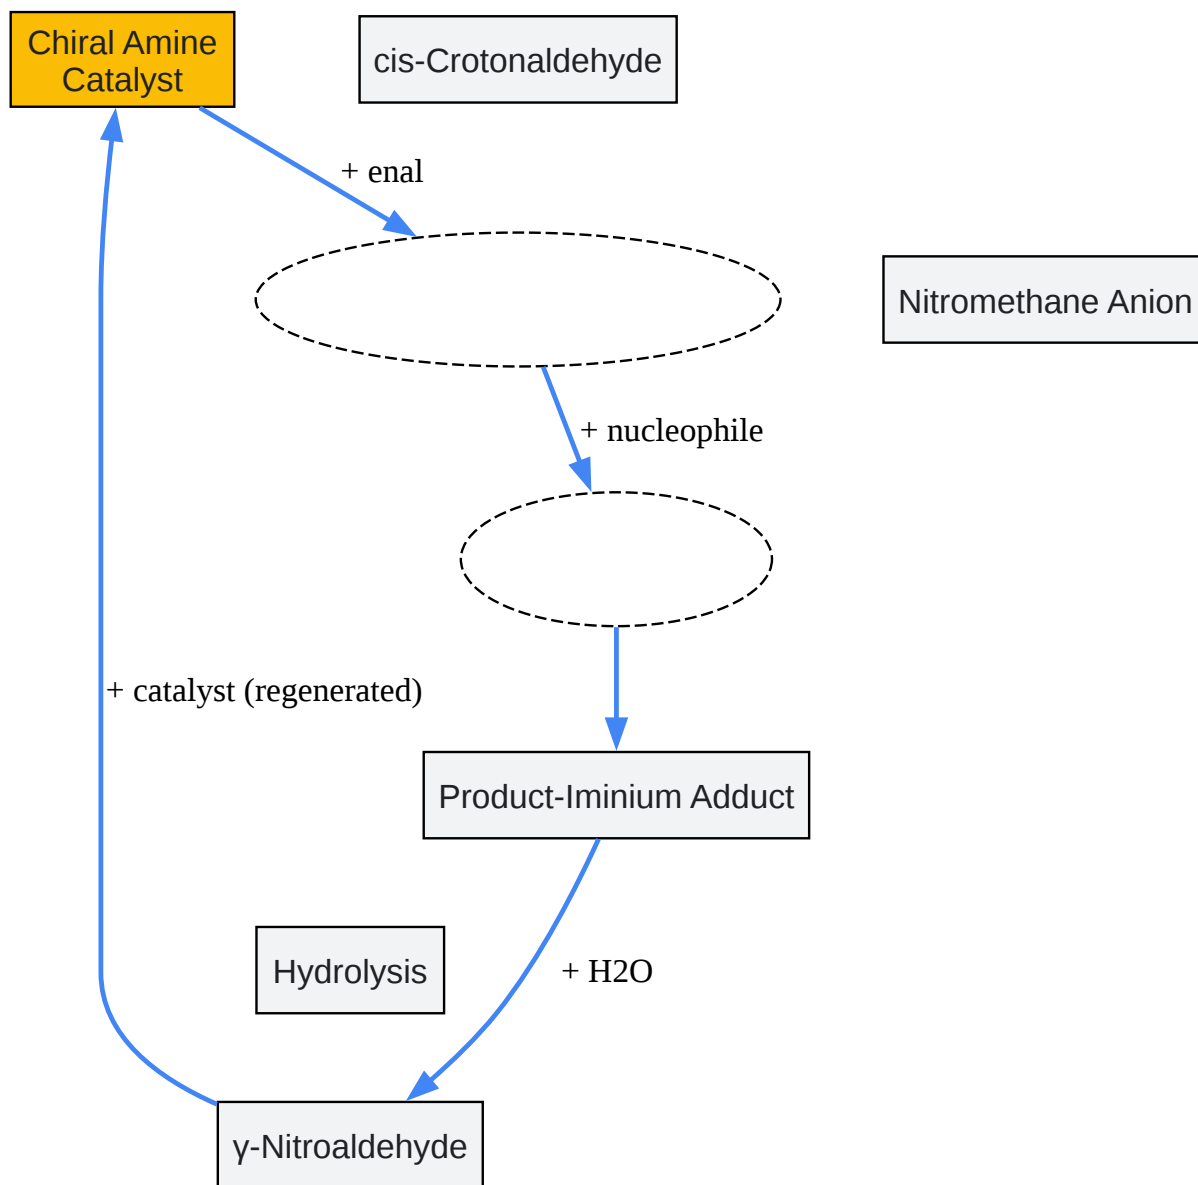 Chiral Amine
Catalyst
cis-Crotonaldehyde
+ enal
Nitromethane Anion
+ nucleophile
+ catalyst (regenerated)
Product-Iminium Adduct
Hydrolysis
+ H2O
γ-Nitroaldehyde